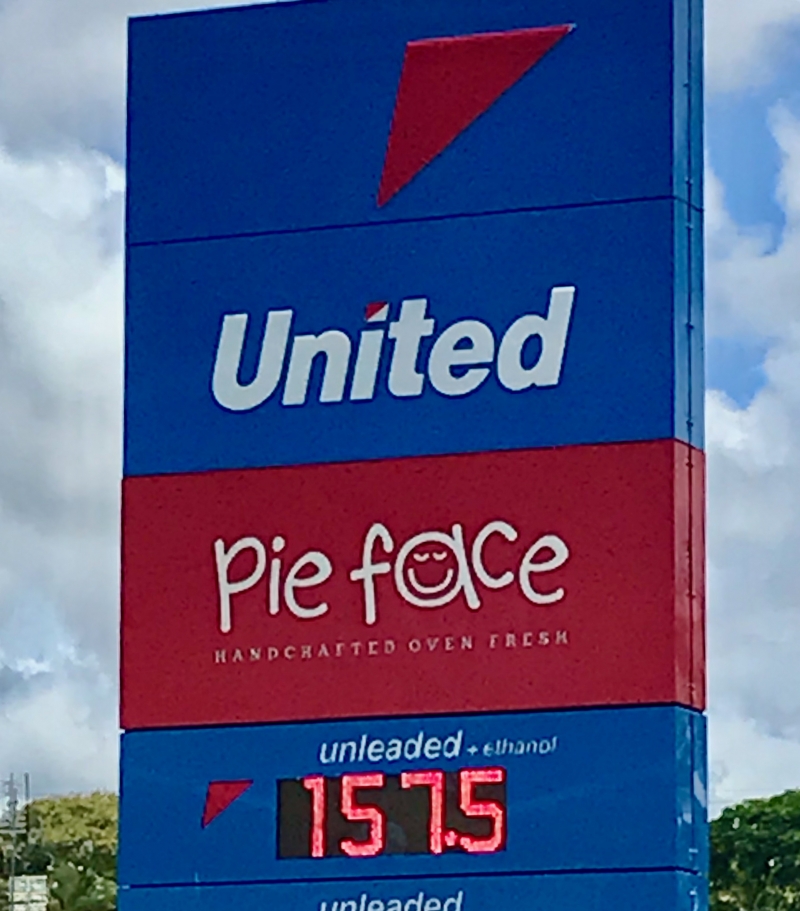 United
Pie face
HANDCRAFTED OVEN FRESH
unleaded + ethanol
157.5
unleaded